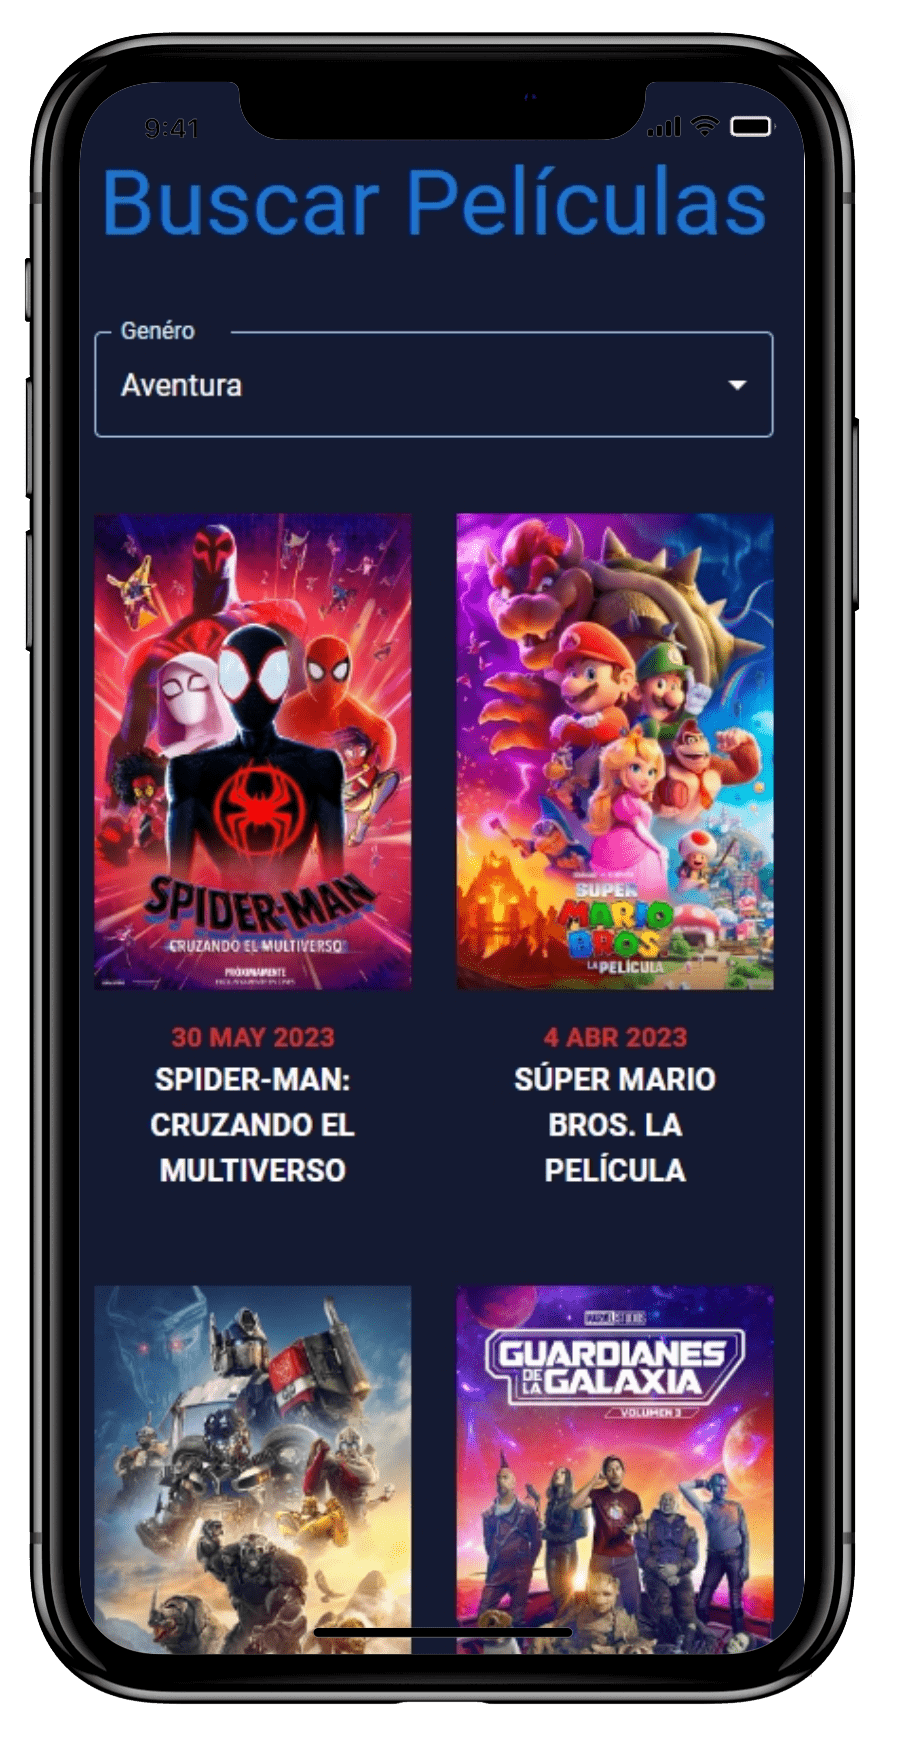 9:41
Buscar Películas
Genéro
Aventura
SPIDER-MAN
CRUZANDO EL MULTIVERSO
PRÓXIMAMENTE
SUPER
MARIO
BROS.
LA PELÍCULA
30 MAY 2023
SPIDER-MAN:
CRUZANDO EL
MULTIVERSO
4 ABR 2023
SÚPER MARIO
BROS. LA
PELÍCULA
MARVEL STUDIOS
GUARDIANES
DE LA GALAXIA
VOLUMEN 3